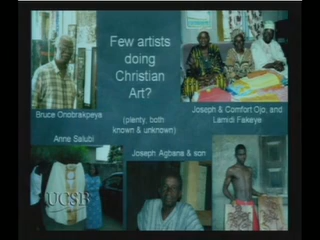 Few artists
doing
Christian
Art?
(plenty, both
known & unknown)
Bruce Onobrakpeya
Joseph & Comfort Ojo, and
Lamidi Fakeye
Anne Salubi
Joseph Agbana & son
UCSB